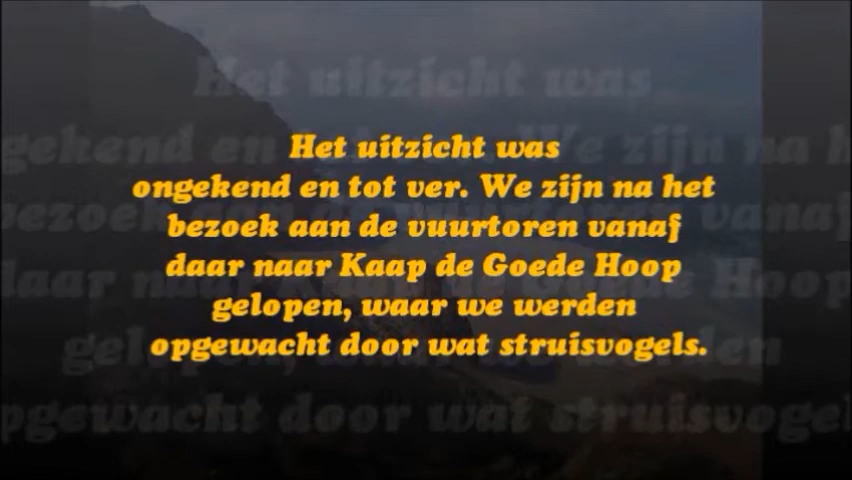 Het uitzicht was
ongekend en tot ver. We zijn na het
bezoek aan de vuurtoren vanaf
daar naar Kaap de Goede Hoop
gelopen, waar we werden
opgewacht door wat struisvogels.